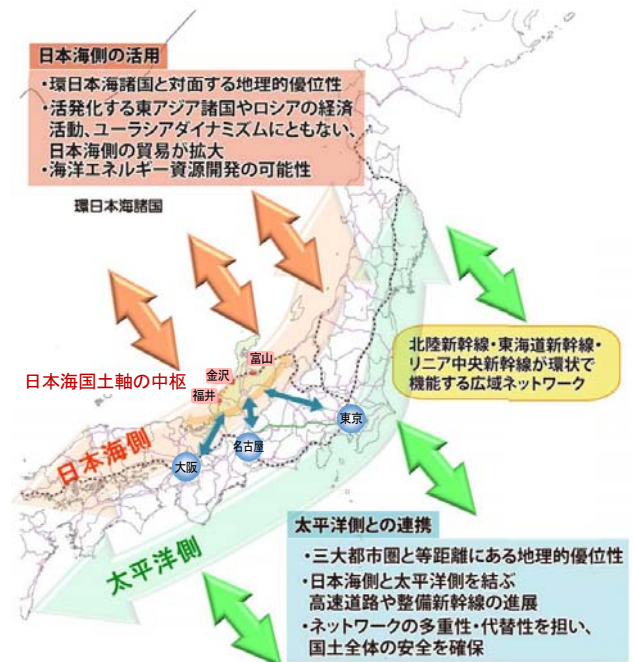 日本海側の活用
・環日本海諸国と対面する地理的優位性
・活発化する東アジア諸国やロシアの経済
活動、ユーラシアダイナミズムにともない、
日本海側の貿易が拡大
・海洋エネルギー資源開発の可能性
環日本海諸国
北陸新幹線・東海道新幹線・
リニア中央新幹線が環状で
機能する広域ネットワーク
富山
金沢
日本海国土軸の中枢
福井
東京
名古屋
大阪
日本海側
太平洋側
太平洋側との連携
・三大都市圏と等距離にある地理的優位性
・日本海側と太平洋側を結ぶ
高速道路や整備新幹線の進展
・ネットワークの多重性・代替性を担い、
国土全体の安全を確保